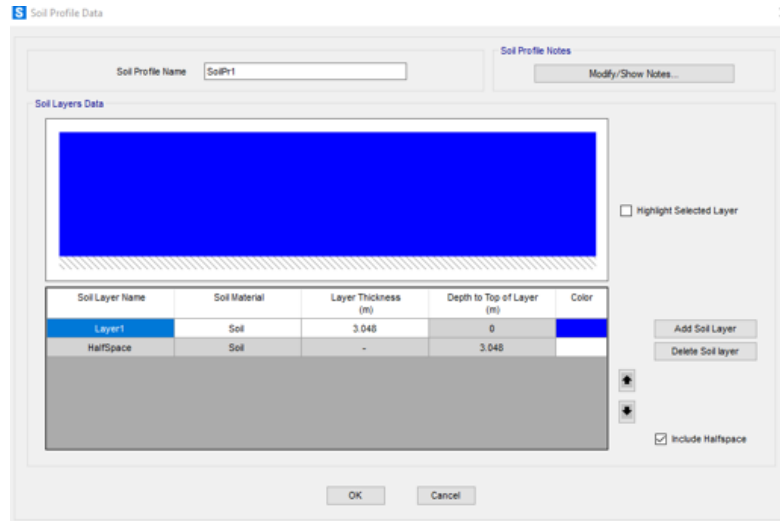 S Soil Profile Data
Soil Profile Name SoilPr1
Soil Profile Notes
Modify/Show Notes...
Soil Layers Data
Highlight Selected Layer
Soil Layer Name Soil Material Layer Thickness (m) Depth to Top of Layer (m) Color
Layer1 Soil 3.048 0
HalfSpace Soil - 3.048
Add Soil Layer
Delete Soil layer
Include Halfspace
OK Cancel